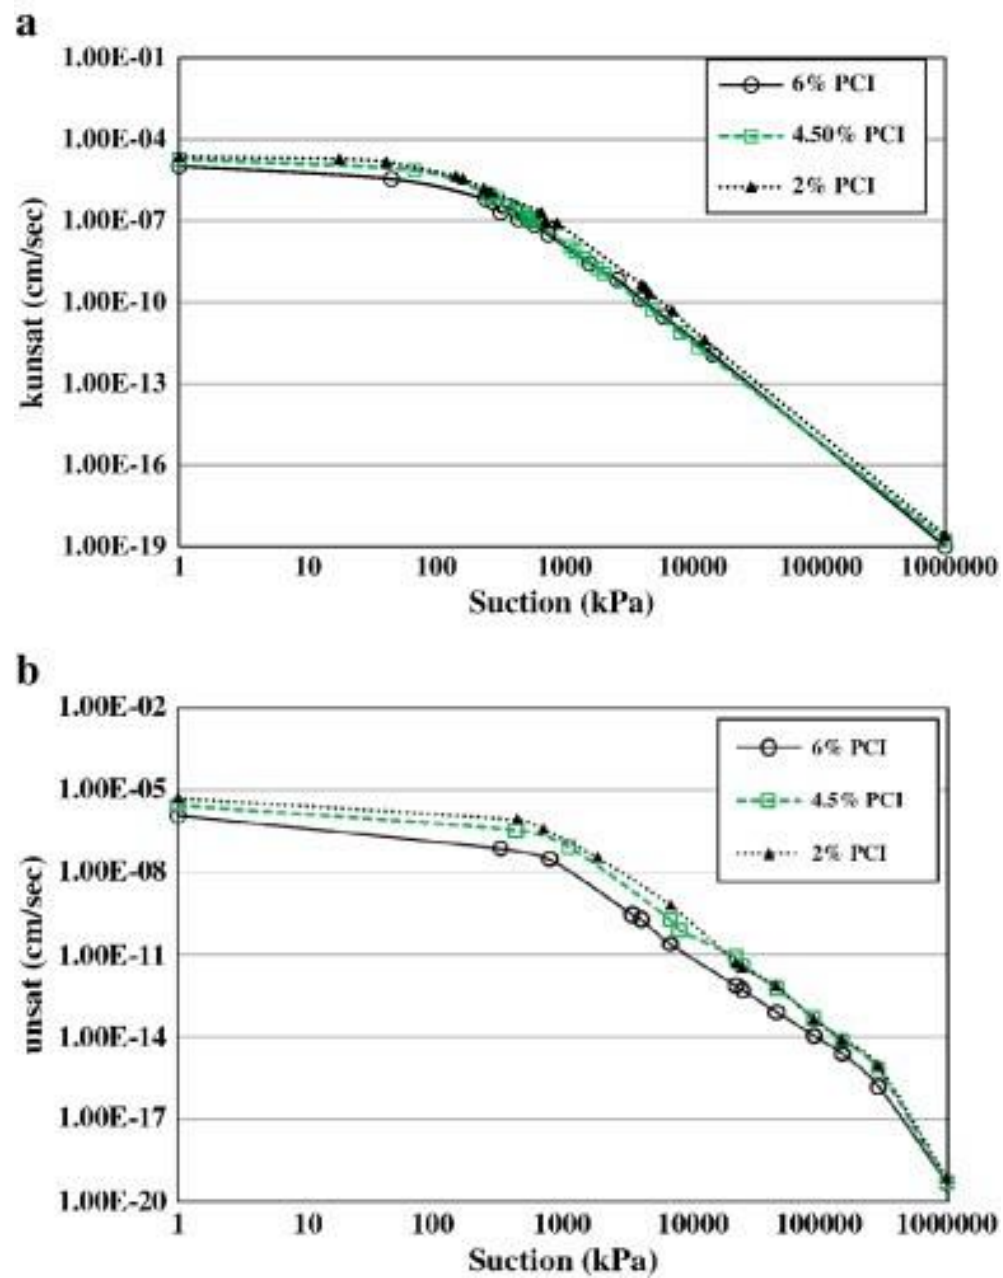 a
1.00E-01
1.00E-04
1.00E-07
1.00E-10
1.00E-13
1.00E-16
1.00E-19
kunsat (cm/sec)
6% PCI
4.50% PCI
2% PCI
1 10 100 1000 10000 100000 1000000
Suction (kPa)
b
1.00E-02
1.00E-05
1.00E-08
1.00E-11
1.00E-14
1.00E-17
1.00E-20
unsat (cm/sec)
6% PCI
4.5% PCI
2% PCI
1 10 100 1000 10000 100000 1000000
Suction (kPa)